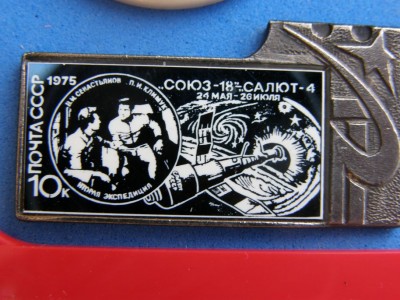 1975
ПОЧТА СССР
10к
В.И. СЕВАСТЬЯНОВ П.И. КЛИМУК
ВТОРАЯ ЭКСПЕДИЦИЯ
„СОЮЗ-18"-„САЛЮТ-4
24 МАЯ-26 ИЮЛЯ